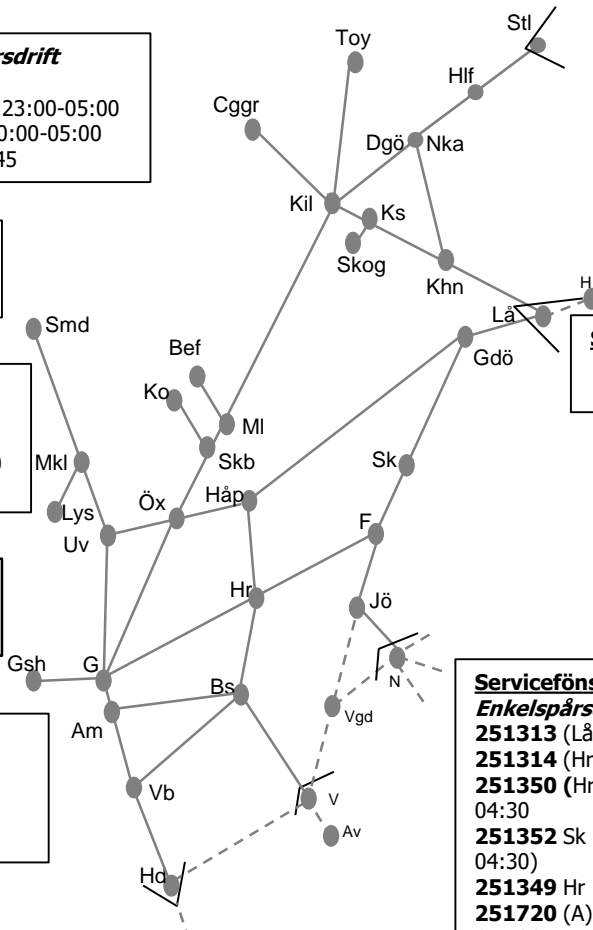 rsdrift
23:00-05:00
0:00-05:00
45
Stl
Toy
Hlf
Cggr
Dgö Nka
Kil
Ks
Skog
Khn
H
Lå
S
Gdö
Smd
Bef
Ko
Ml
Skb
Sk
Mkl
Öx
Håp
Lys
Uv
F
Hr
Jö
Gsh
G
Bs
N
Am
Vgd
Vb
V
Av
Hd
)
Serviceföns
Enkelspårs
251313 (Lå
251314 (Hr
251350 (Hr
04:30
251352 Sk
04:30)
251349 Hr
251720 (A)